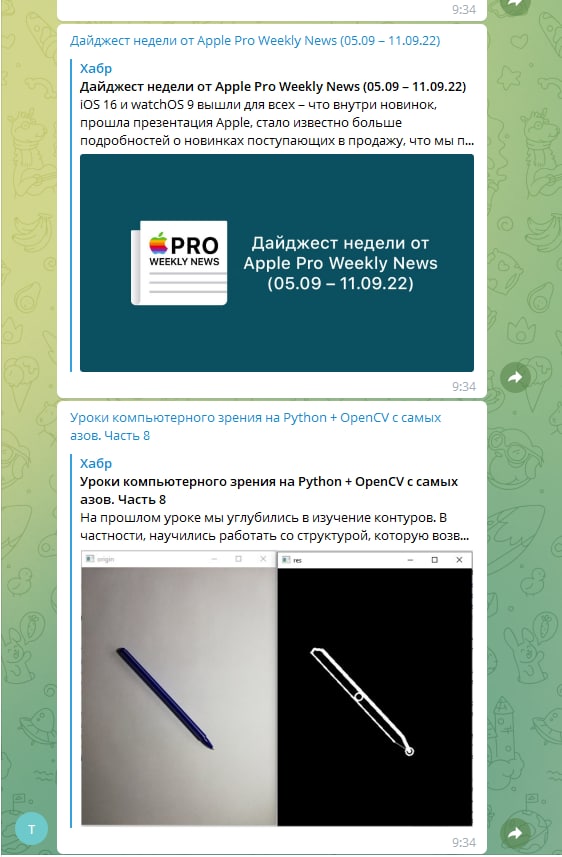 9:34
Дайджест недели от Apple Pro Weekly News (05.09 – 11.09.22)
Хабр
Дайджест недели от Apple Pro Weekly News (05.09 – 11.09.22)
iOS 16 и watchOS 9 вышли для всех – что внутри новинок,
прошла презентация Apple, стало известно больше
подробностей о новинках поступающих в продажу, что мы п...
PRO
WEEKLY NEWS
Дайджест недели от
Apple Pro Weekly News
(05.09 – 11.09.22)
9:34
Уроки компьютерного зрения на Python + OpenCV с самых
азов. Часть 8
Хабр
Уроки компьютерного зрения на Python + OpenCV с самых
азов. Часть 8
На прошлом уроке мы углубились в изучение контуров. В
частности, научились работать со структурой, которую возв...
origin
res
9:34
T